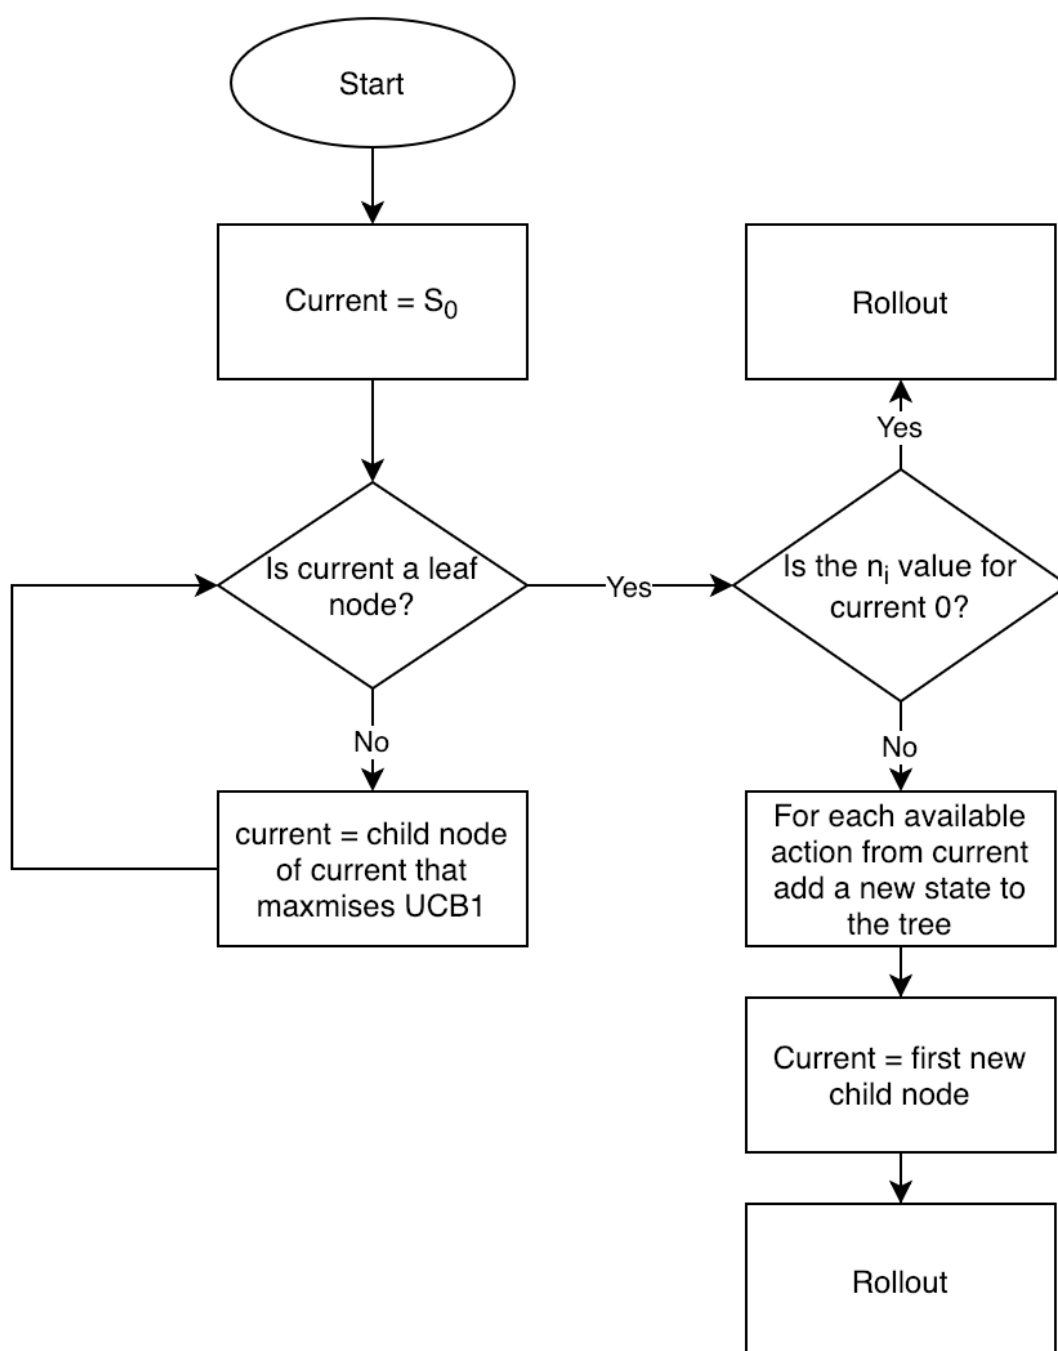 Start
Current = S₀
Rollout
Yes
Is current a leaf
node?
Yes
Is the nᵢ value for
current 0?
No
No
current = child node
of current that
maxmises UCB1
For each available
action from current
add a new state to
the tree
Current = first new
child node
Rollout